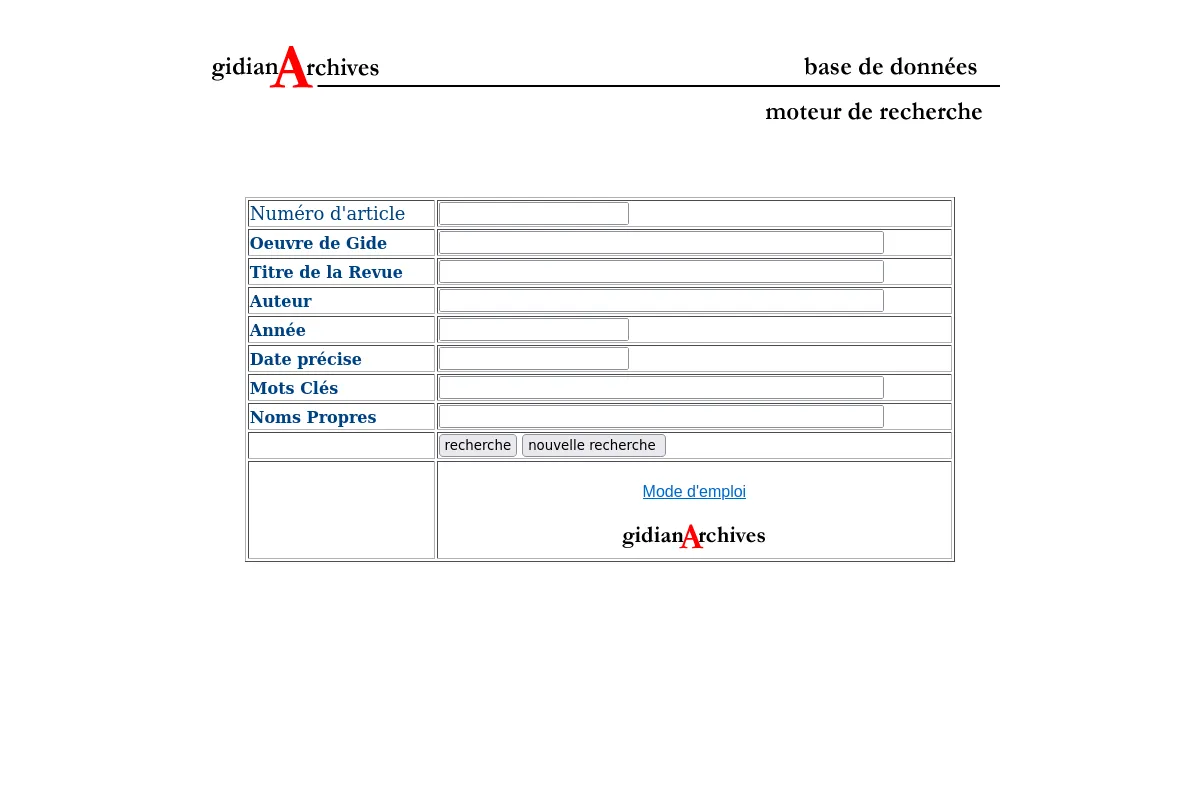 gidianArchives
base de données
moteur de recherche
Numéro d'article
Oeuvre de Gide
Titre de la Revue
Auteur
Année
Date précise
Mots Clés
Noms Propres
recherche nouvelle recherche
Mode d'emploi
gidianArchives